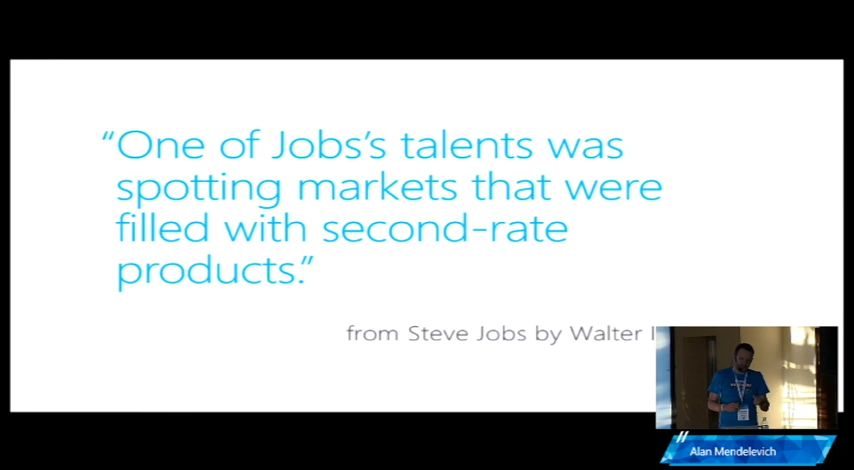 “One of Jobs’s talents was
spotting markets that were
filled with second-rate
products.”
from Steve Jobs by Walter
Alan Mendelevich